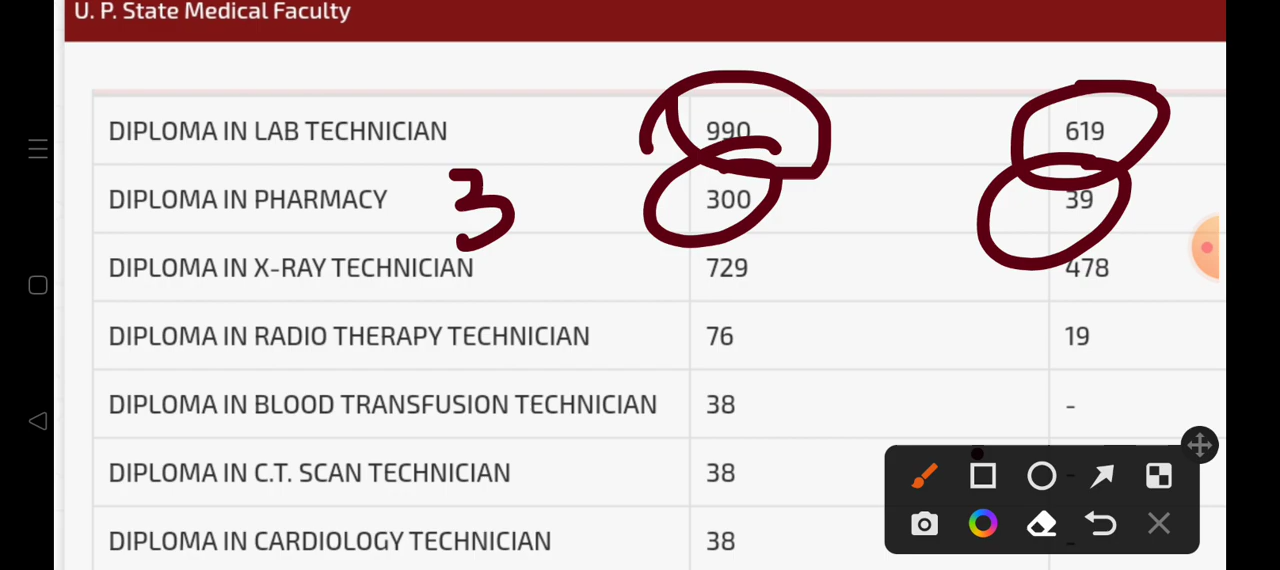 U. P. State Medical Faculty
DIPLOMA IN LAB TECHNICIAN 990 619
DIPLOMA IN PHARMACY 3 300 39
DIPLOMA IN X-RAY TECHNICIAN 729 478
DIPLOMA IN RADIO THERAPY TECHNICIAN 76 19
DIPLOMA IN BLOOD TRANSFUSION TECHNICIAN 38 -
DIPLOMA IN C.T. SCAN TECHNICIAN 38 -
DIPLOMA IN CARDIOLOGY TECHNICIAN 38 -